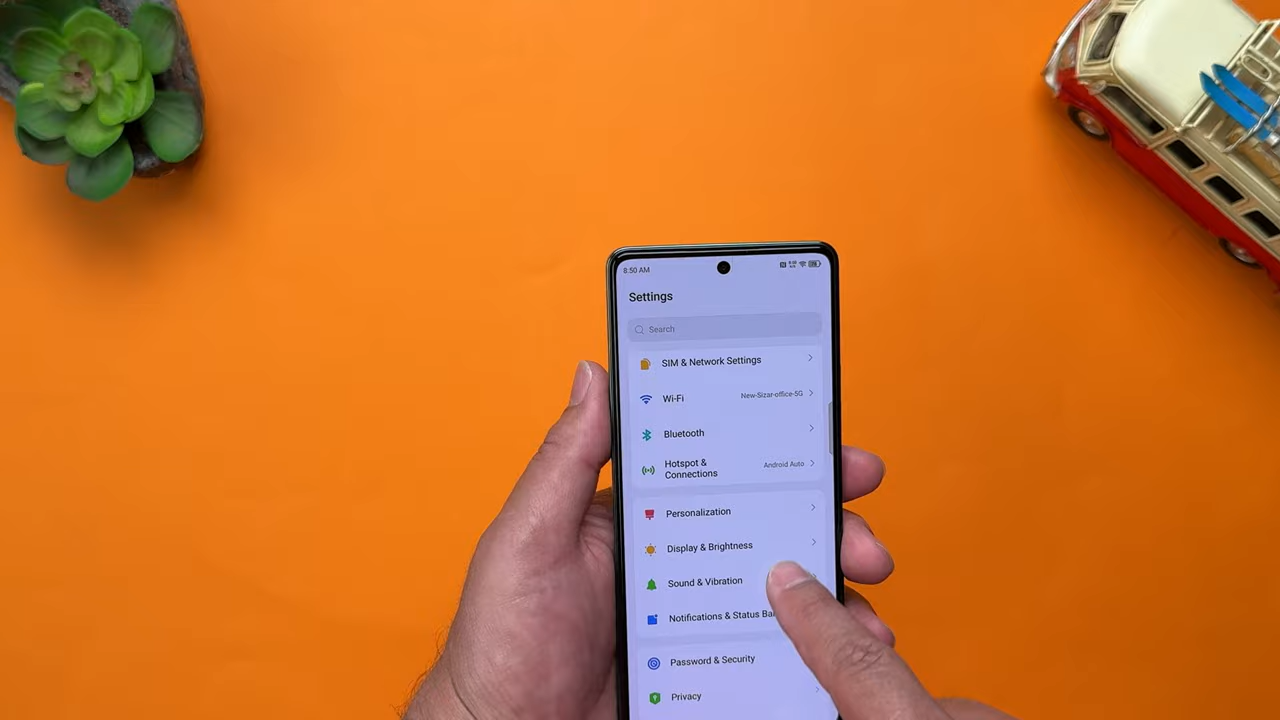 8:50 AM
Settings
Search
SIM & Network Settings
Wi-Fi
New-Sizar-office-5G
Bluetooth
Hotspot &
Connections
Android Auto
Personalization
Display & Brightness
Sound & Vibration
Notifications & Status Ba
Password & Security
Privacy